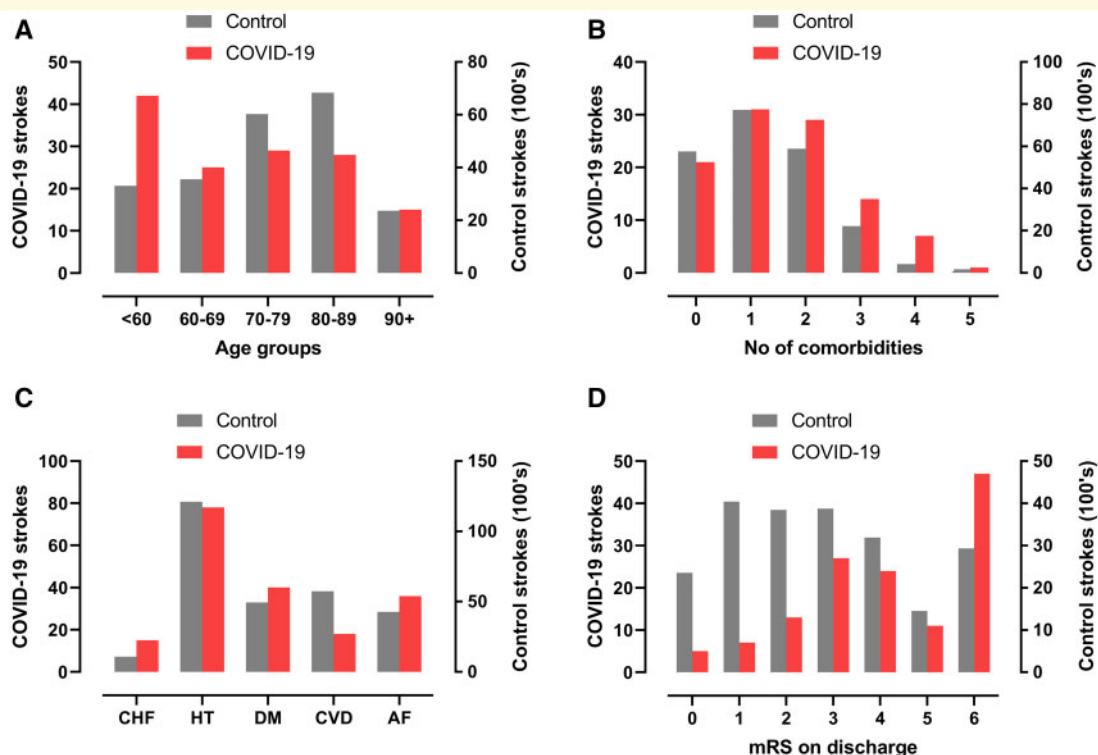 A
Control
COVID-19
COVID-19 strokes
50
40
30
20
10
0
Control strokes (100's)
80
60
40
20
0
<60 60-69 70-79 80-89 90+
Age groups
B
Control
COVID-19
COVID-19 strokes
40
30
20
10
0
Control strokes (100's)
100
80
60
40
20
0
0 1 2 3 4 5
No of comorbidities
C
Control
COVID-19
COVID-19 strokes
100
80
60
40
20
0
Control strokes (100's)
150
100
50
0
CHF HT DM CVD AF
D
Control
COVID-19
COVID-19 strokes
50
40
30
20
10
0
Control strokes (100's)
50
40
30
20
10
0
0 1 2 3 4 5 6
mRS on discharge